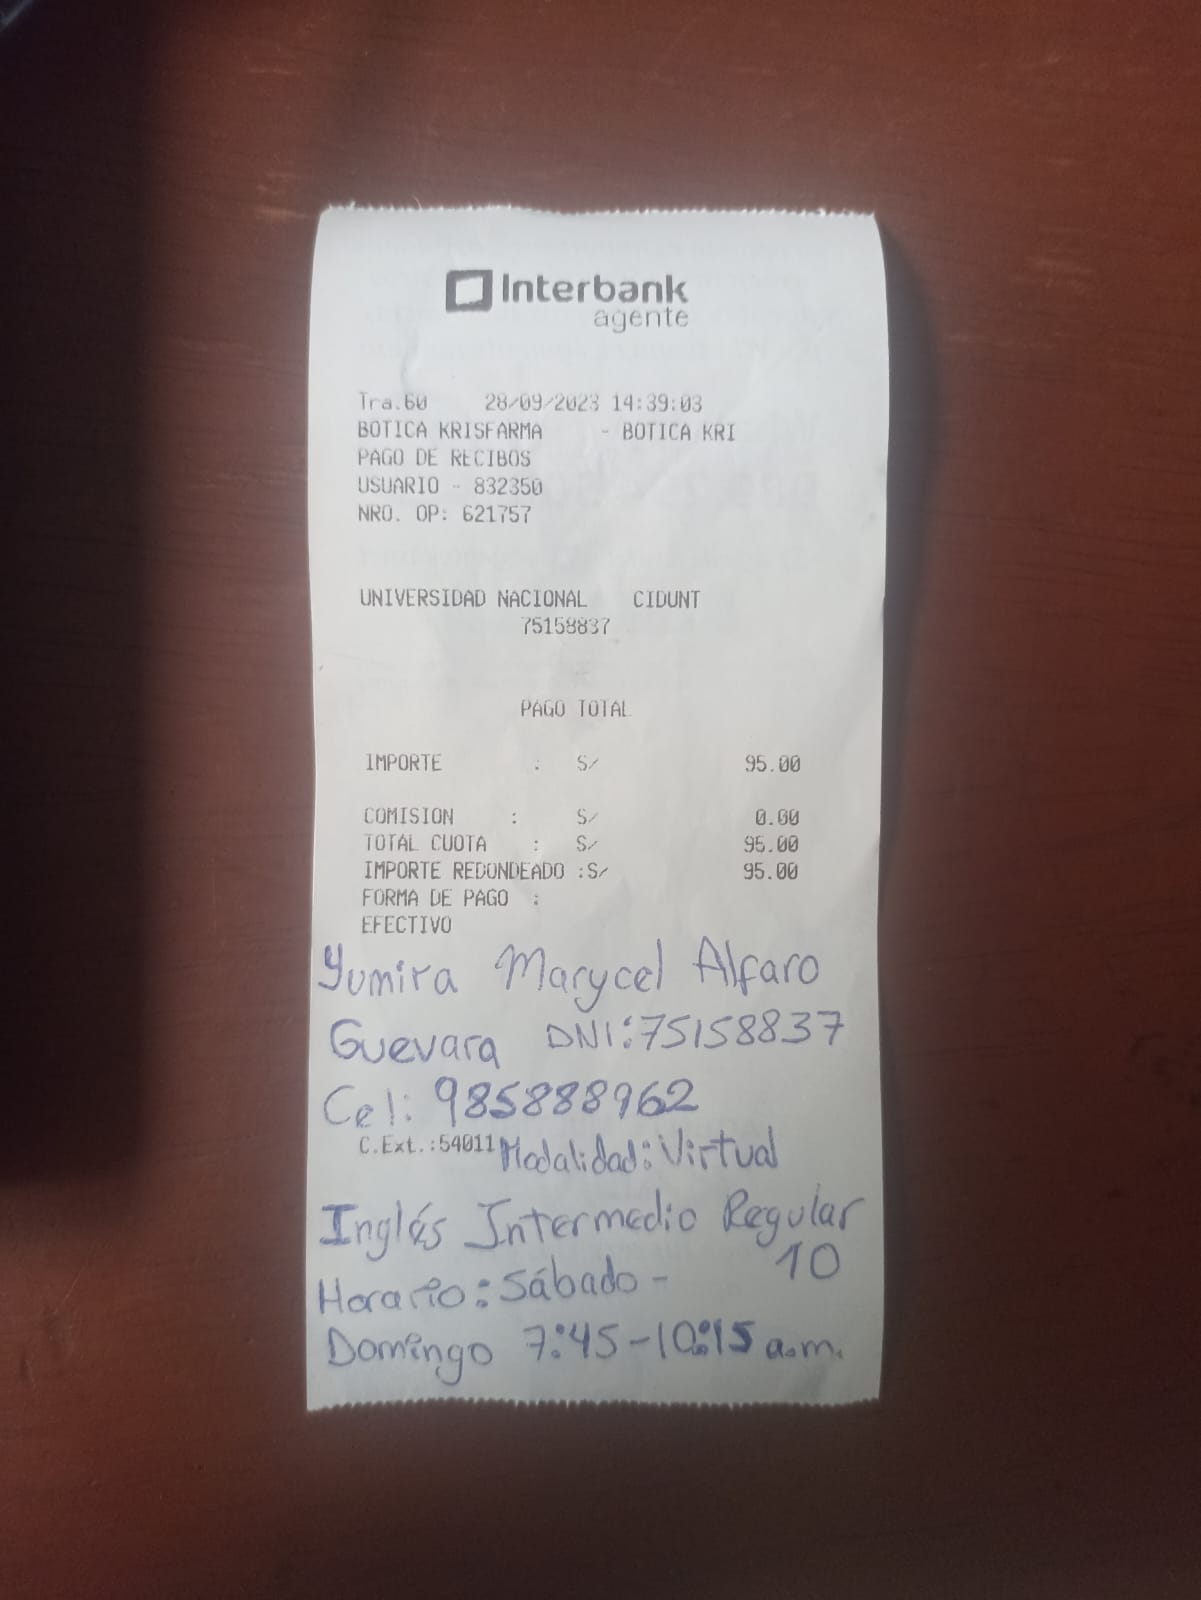 Interbank
agente
Tra.60 28/09/2023 14:39:03
BOTICA KRISFARMA - BOTICA KRI
PAGO DE RECIBOS
USUARIO - 832350
NRO. OP: 621757
UNIVERSIDAD NACIONAL CIDUNT
75158837
PAGO TOTAL
IMPORTE : S/ 95.00
COMISION : S/ 0.00
TOTAL CUOTA : S/ 95.00
IMPORTE REDONDEADO :S/ 95.00
FORMA DE PAGO :
EFECTIVO
Yumira Marycel Alfaro
Guevara DNI:75158837
Cel: 985888962
C.Ext.:54011 Modalidad: Virtual
Inglés Intermedio Regular
10
Horario: Sábado -
Domingo 7:45-10:15 a.m.